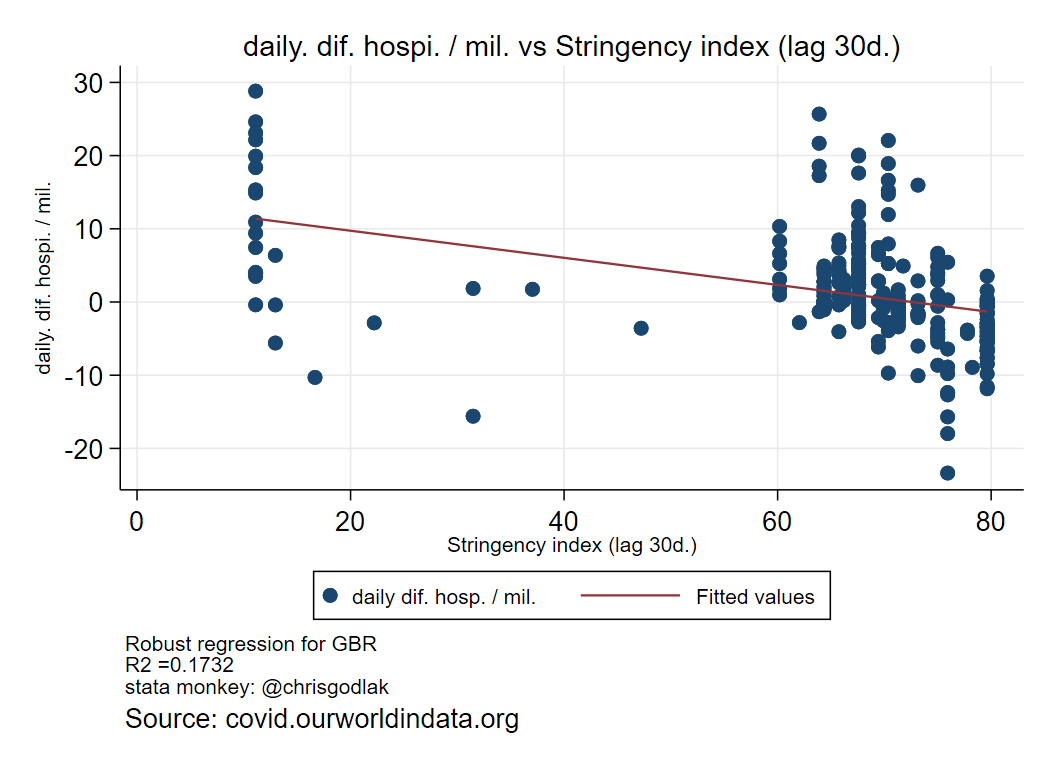 daily. dif. hospi. / mil. vs Stringency index (lag 30d.)
daily. dif. hospi. / mil.
30
20
10
0
-10
-20
0 20 40 60 80
Stringency index (lag 30d.)
daily dif. hosp. / mil. Fitted values
Robust regression for GBR
R2 =0.1732
stata monkey: @chrisgodlak
Source: covid.ourworldindata.org